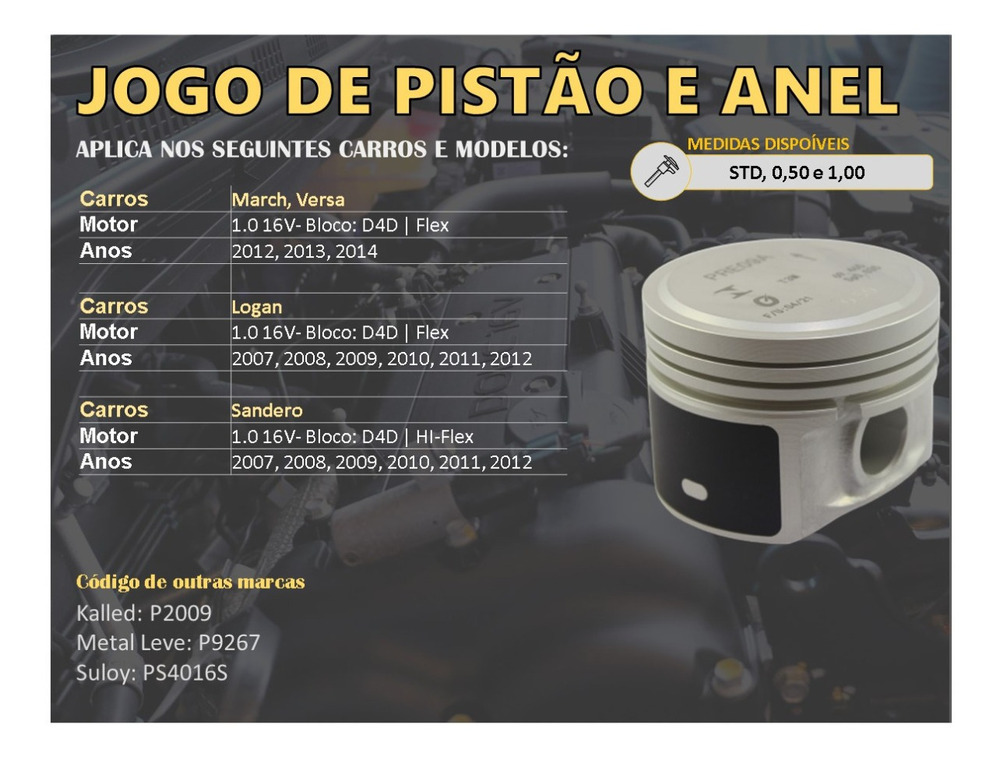 JOGO DE PISTÃO E ANEL
APLICA NOS SEGUINTES CARROS E MODELOS:
MEDIDAS DISPOÍVEIS
STD, 0,50 e 1,00
Carros March, Versa
Motor 1.0 16V- Bloco: D4D | Flex
Anos 2012, 2013, 2014
Carros Logan
Motor 1.0 16V- Bloco: D4D | Flex
Anos 2007, 2008, 2009, 2010, 2011, 2012
Carros Sandero
Motor 1.0 16V- Bloco: D4D | HI-Flex
Anos 2007, 2008, 2009, 2010, 2011, 2012
Código de outras marcas
Kalled: P2009
Metal Leve: P9267
Suloy: PS4016S